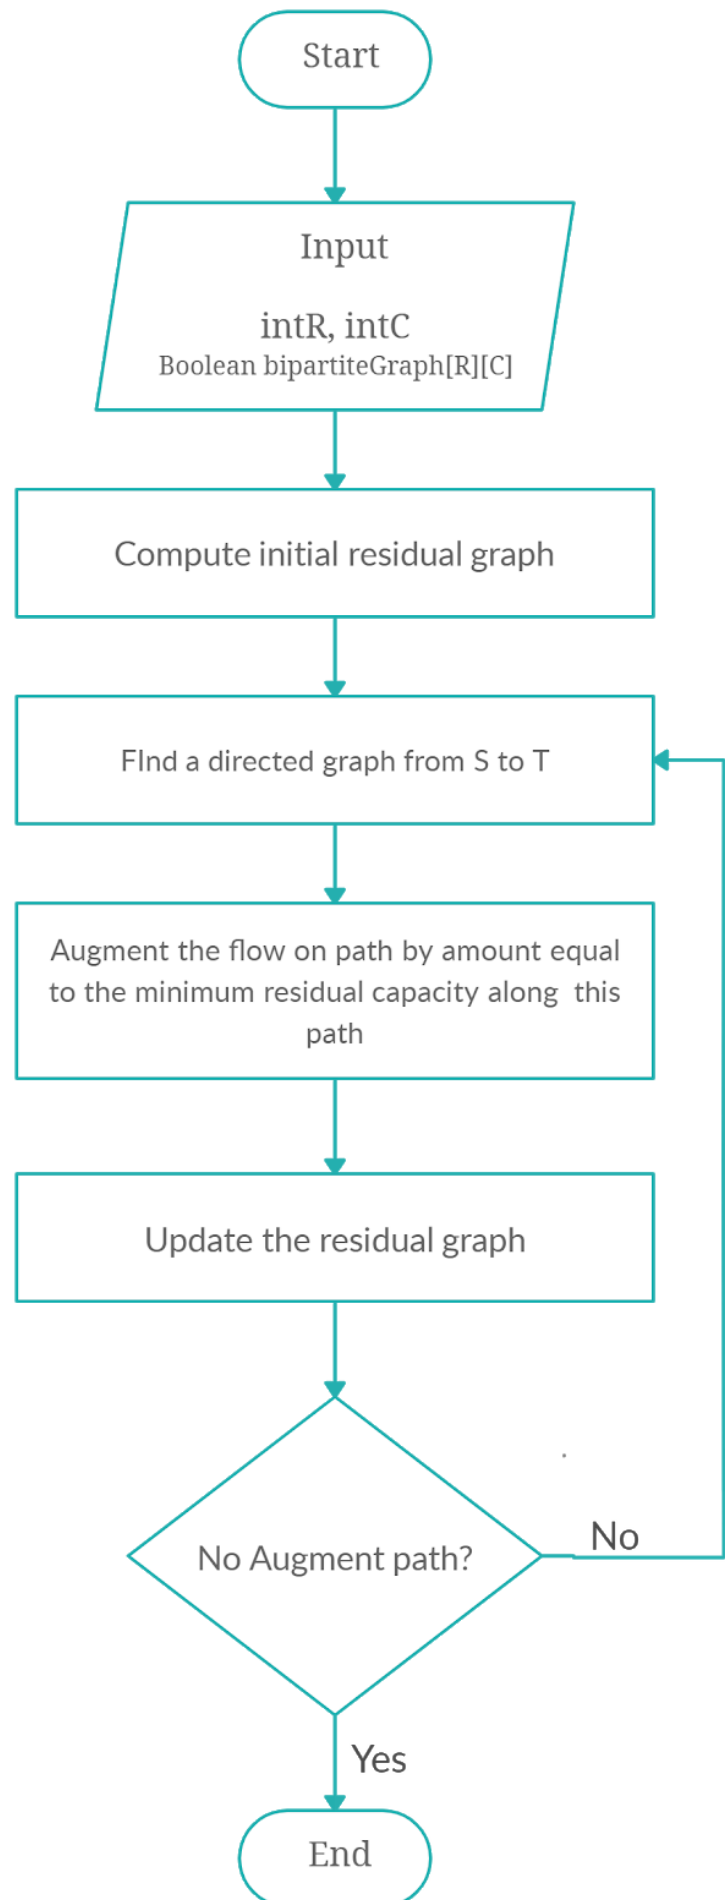 Start
Input
intR, intC
Boolean bipartiteGraph[R][C]
Compute initial residual graph
FInd a directed graph from S to T
Augment the flow on path by amount equal
to the minimum residual capacity along this
path
Update the residual graph
No Augment path?
No
Yes
End